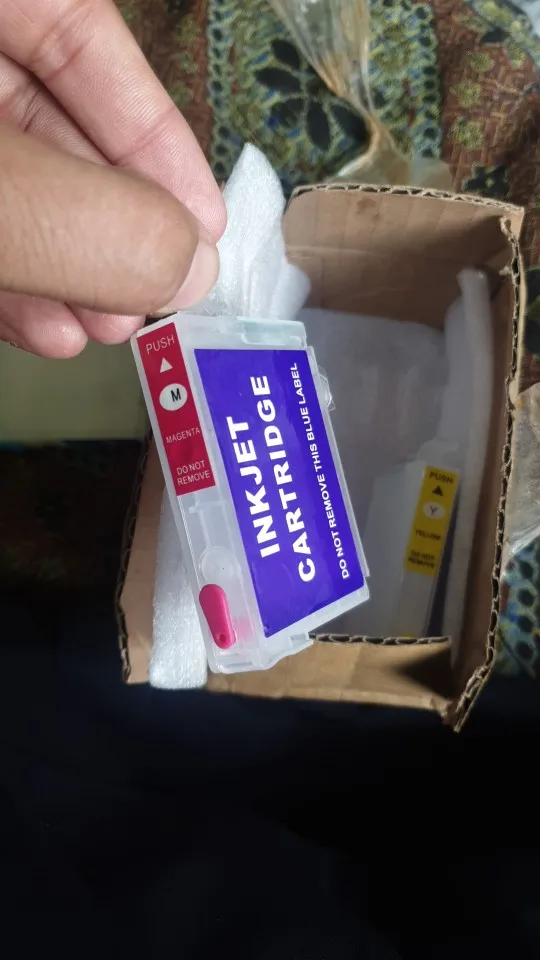 PUSH
M
MAGENTA
DO NOT
REMOVE
INKJET
CARTRIDGE
DO NOT REMOVE THIS BLUE LABEL
PUSH
Y
YELLOW
DO NOT
REMOVE